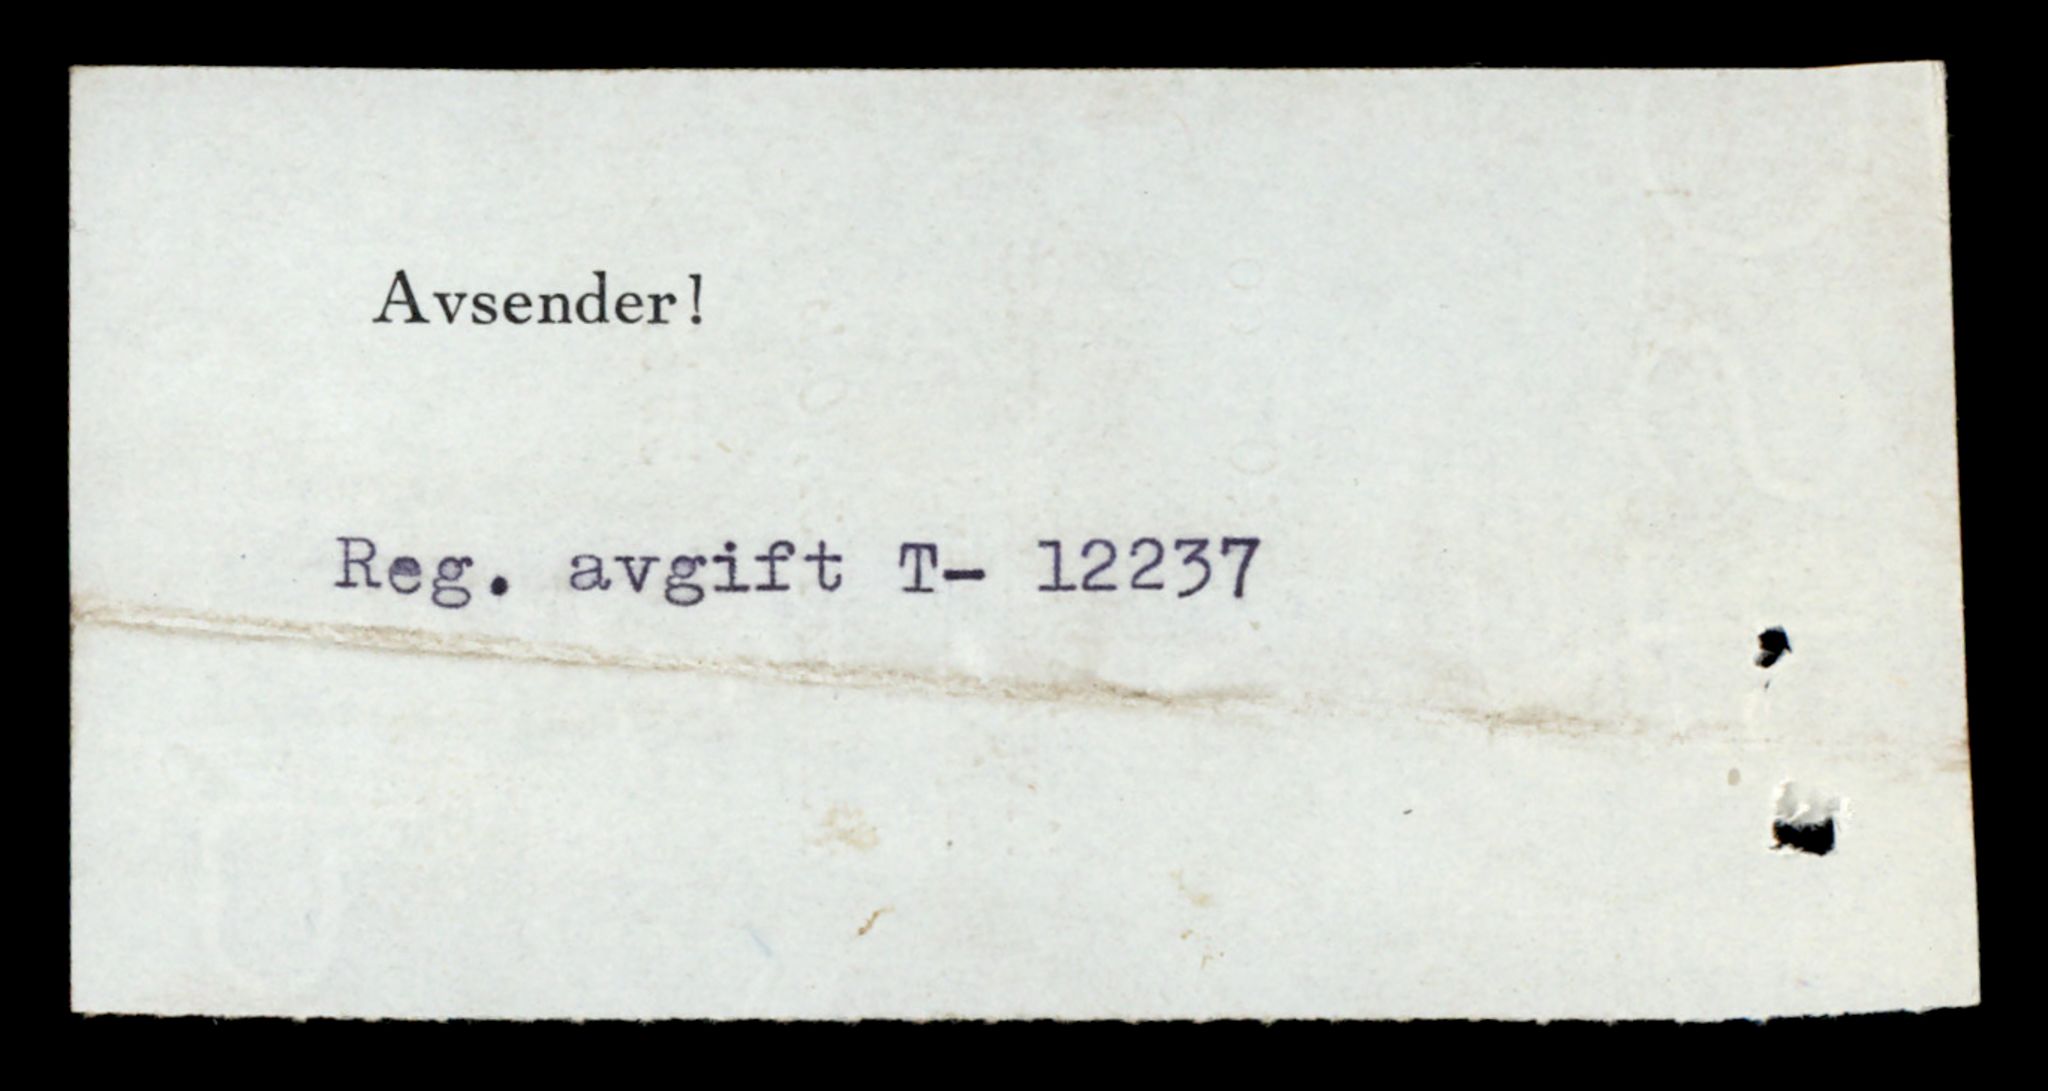 Avsender!
Reg. avgift T- 12237